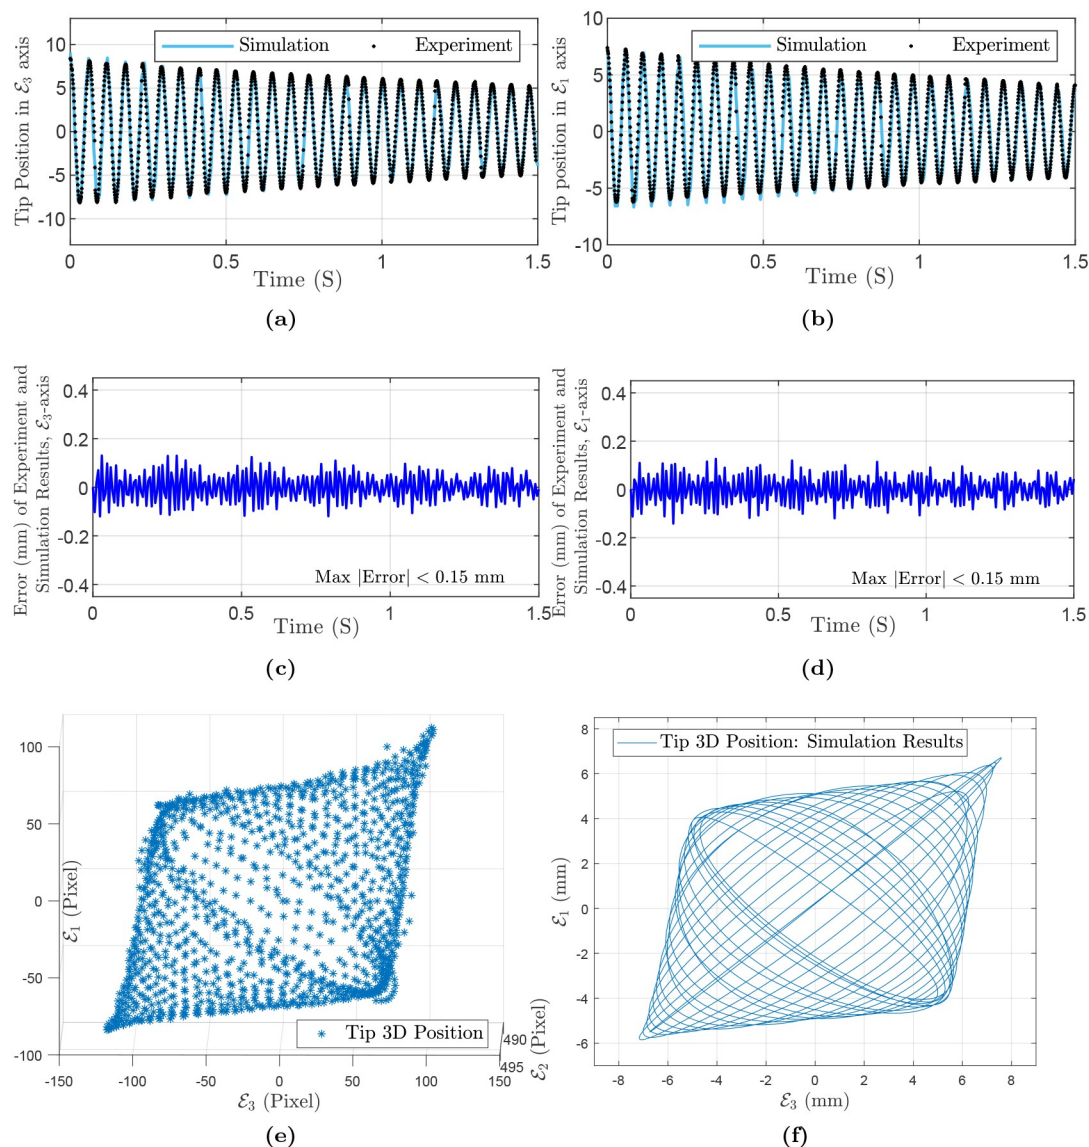 Tip Position in ℰ₃ axis
10
5
0
-5
-10
Simulation
Experiment
0
0.5
1
1.5
Time (S)
(a)
Tip position in ℰ₁ axis
10
5
0
-5
-10
Simulation
Experiment
0
0.5
1
1.5
Time (S)
(b)
Error (mm) of Experiment and
Simulation Results, ℰ₃-axis
0.4
0.2
0
-0.2
-0.4
Max |Error| < 0.15 mm
0
0.5
1
1.5
Time (S)
(c)
Error (mm) of Experiment and
Simulation Results, ℰ₁-axis
0.4
0.2
0
-0.2
-0.4
Max |Error| < 0.15 mm
0
0.5
1
1.5
Time (S)
(d)
ℰ₁ (Pixel)
100
50
0
-50
-100
Tip 3D Position
-150
-100
-50
0
50
100
150
ℰ₃ (Pixel)
490
495
ℰ₂ (Pixel)
(e)
ℰ₁ (mm)
8
6
4
2
0
-2
-4
-6
Tip 3D Position: Simulation Results
-8
-6
-4
-2
0
2
4
6
8
ℰ₃ (mm)
(f)